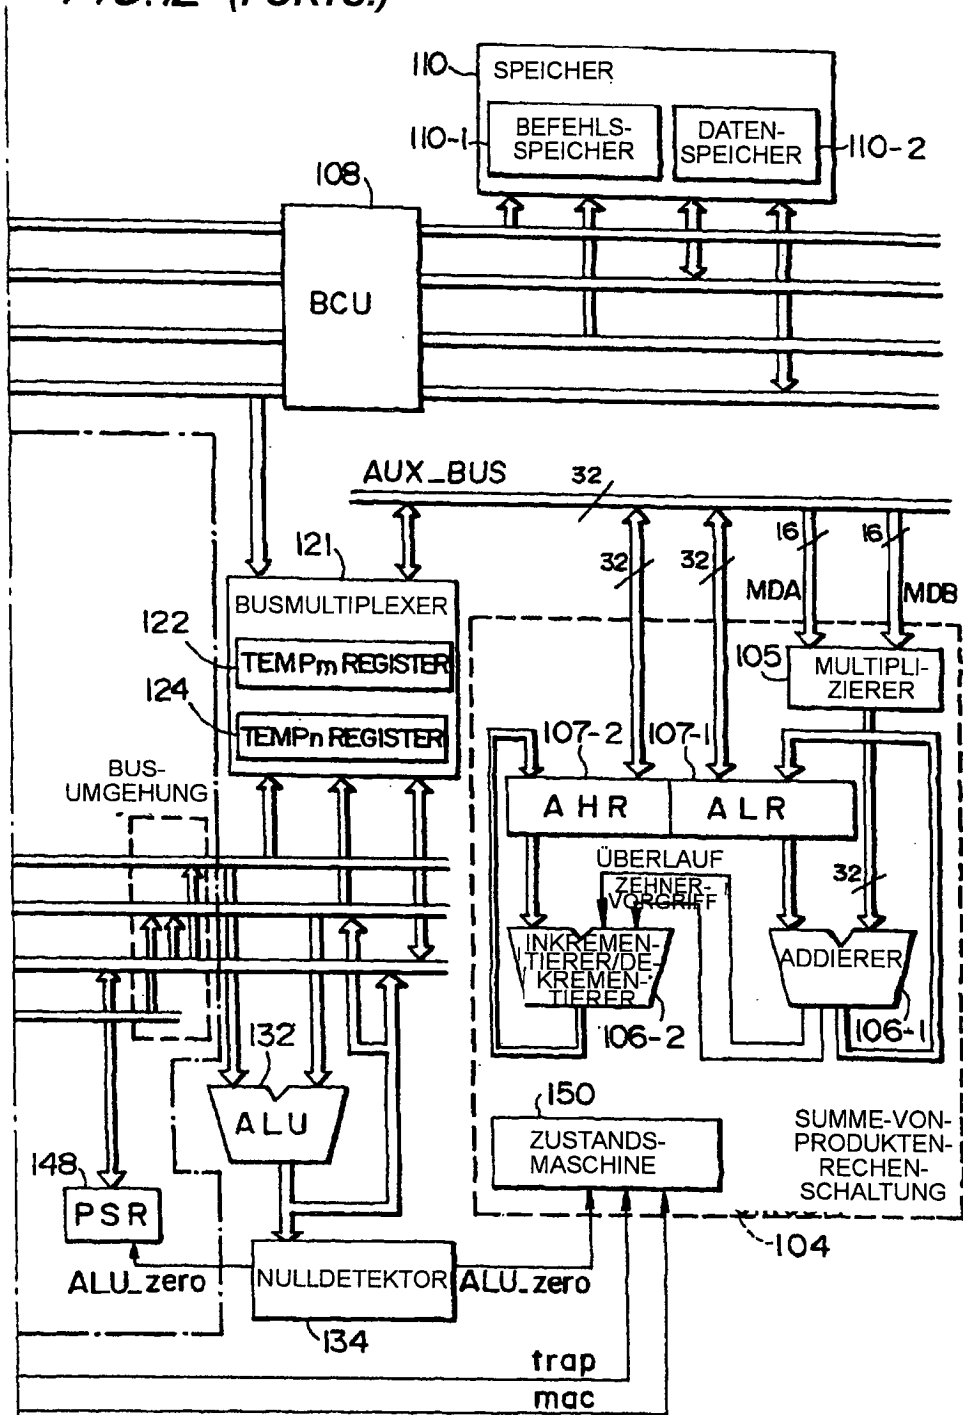 (FORTS.)
110
SPEICHER
110-1
BEFEHLS-
SPEICHER
DATEN-
SPEICHER
110-2
108
BCU
AUX_BUS
32
121
BUSMULTIPLEXER
122
TEMPm REGISTER
124
TEMPn REGISTER
32
32
16
16
MDA
MDB
105
MULTIPLI-
ZIERER
107-2
107-1
AHR
ALR
BUS-
UMGEHUNG
ÜBERLAUF
ZEHNER-
VORGRIFF
32
INKREMEN-
TIERER/DE-
KREMEN-
TIERER
106-2
ADDIERER
106-1
132
ALU
150
ZUSTANDS-
MASCHINE
SUMME-VON-
PRODUKTEN-
RECHEN-
SCHALTUNG
104
148
PSR
ALU_zero
NULLDETEKTOR
ALU_zero
134
trap
mac